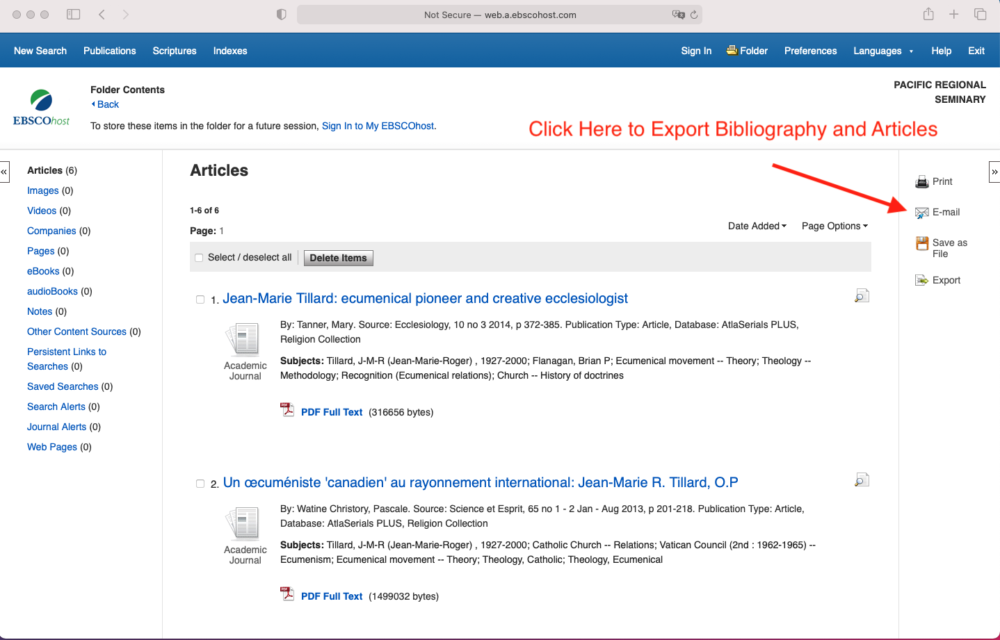 Not Secure — web.a.ebscohost.com
New Search Publications Scriptures Indexes Sign In Folder Preferences Languages Help Exit
EBSCOhost
Folder Contents
Back
To store these items in the folder for a future session, Sign In to My EBSCOhost.
PACIFIC REGIONAL
SEMINARY
Click Here to Export Bibliography and Articles
«
Articles (6)
Images (0)
Videos (0)
Companies (0)
Pages (0)
eBooks (0)
audioBooks (0)
Notes (0)
Other Content Sources (0)
Persistent Links to
Searches (0)
Saved Searches (0)
Search Alerts (0)
Journal Alerts (0)
Web Pages (0)
Articles
1-6 of 6
Page: 1
Date Added Page Options
Select / deselect all Delete Items
1. Jean-Marie Tillard: ecumenical pioneer and creative ecclesiologist
Academic
Journal
By: Tanner, Mary. Source: Ecclesiology, 10 no 3 2014, p 372-385. Publication Type: Article, Database: AtlaSerials PLUS,
Religion Collection
Subjects: Tillard, J-M-R (Jean-Marie-Roger) , 1927-2000; Flanagan, Brian P; Ecumenical movement -- Theory; Theology --
Methodology; Recognition (Ecumenical relations); Church -- History of doctrines
PDF
PDF Full Text (316656 bytes)
2. Un œcuméniste 'canadien' au rayonnement international: Jean-Marie R. Tillard, O.P
Academic
Journal
By: Watine Christory, Pascale. Source: Science et Esprit, 65 no 1 - 2 Jan - Aug 2013, p 201-218. Publication Type: Article,
Database: AtlaSerials PLUS, Religion Collection
Subjects: Tillard, J-M-R (Jean-Marie-Roger) , 1927-2000; Catholic Church -- Relations; Vatican Council (2nd : 1962-1965) --
Ecumenism; Ecumenical movement -- Theory; Theology, Catholic; Theology, Ecumenical
PDF
PDF Full Text (1499032 bytes)
»
Print
E-mail
Save as
File
Export